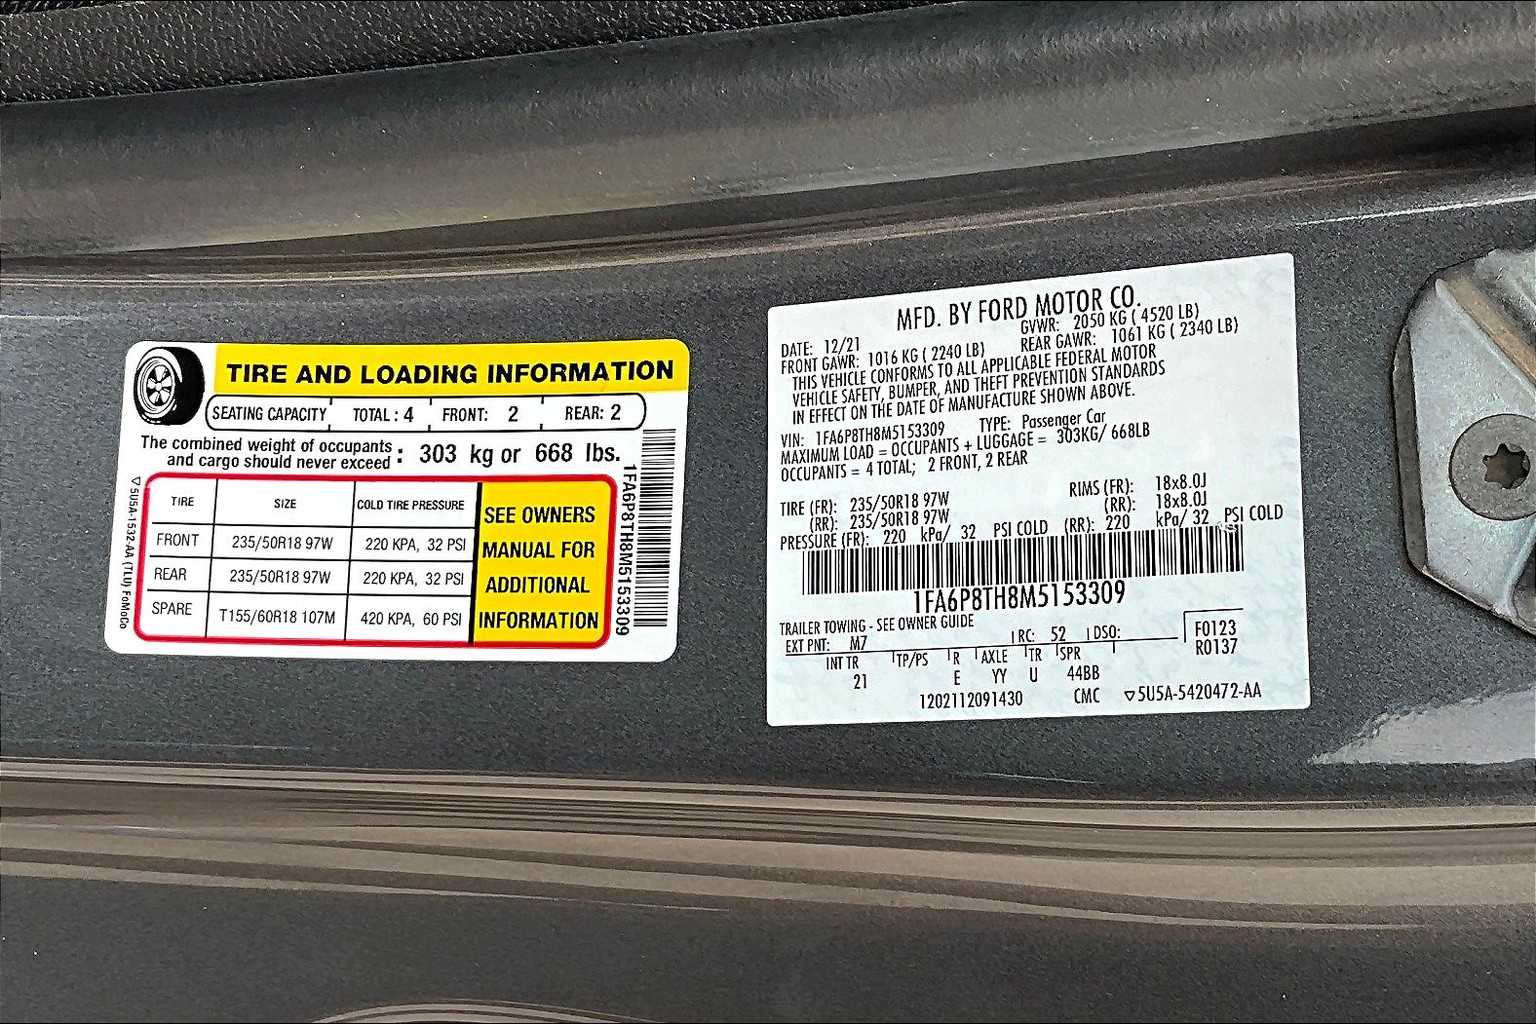 TIRE AND LOADING INFORMATION
SEATING CAPACITY TOTAL : 4 FRONT: 2 REAR: 2
The combined weight of occupants
and cargo should never exceed : 303 kg or 668 lbs.
TIRE SIZE COLD TIRE PRESSURE
FRONT 235/50R18 97W 220 KPA, 32 PSI
REAR 235/50R18 97W 220 KPA, 32 PSI
SPARE T155/60R18 107M 420 KPA, 60 PSI
SEE OWNERS
MANUAL FOR
ADDITIONAL
INFORMATION
1FA6P8TH8M5153309
▽5U5A-1532-AA (TLU) FoMoCo
MFD. BY FORD MOTOR CO.
DATE: 12/21 GVWR: 2050 KG ( 4520 LB)
FRONT GAWR: 1016 KG ( 2240 LB) REAR GAWR: 1061 KG ( 2340 LB)
THIS VEHICLE CONFORMS TO ALL APPLICABLE FEDERAL MOTOR
VEHICLE SAFETY, BUMPER, AND THEFT PREVENTION STANDARDS
IN EFFECT ON THE DATE OF MANUFACTURE SHOWN ABOVE.
VIN: 1FA6P8TH8M5153309 TYPE: Passenger Car
MAXIMUM LOAD = OCCUPANTS + LUGGAGE = 303KG/ 668LB
OCCUPANTS = 4 TOTAL; 2 FRONT, 2 REAR
TIRE (FR): 235/50R18 97W RIMS (FR): 18x8.0J
(RR): 235/50R18 97W (RR): 18x8.0J
PRESSURE (FR): 220 kPa/ 32 PSI COLD (RR): 220 kPa/ 32 PSI COLD
1FA6P8TH8M5153309
TRAILER TOWING - SEE OWNER GUIDE
EXT PNT: M7 RC: 52 DSO: F0123
R0137
INT TR TP/PS R AXLE TR SPR
21 E YY U 44BB
1202112091430 CMC ▽5U5A-5420472-AA